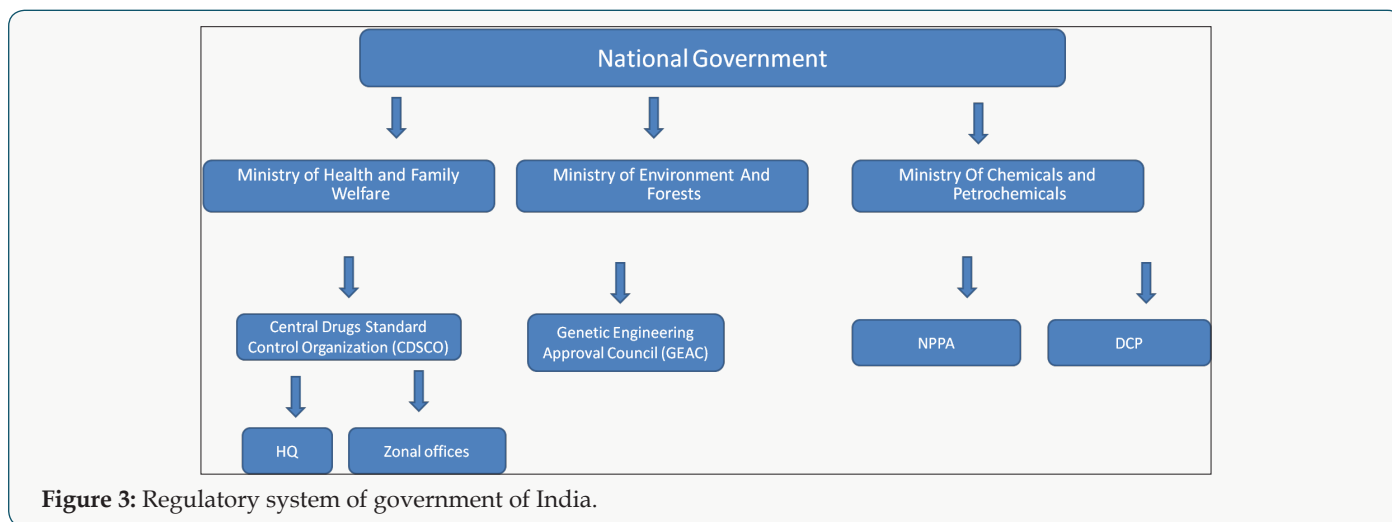 National Government
Ministry of Health and Family
Welfare
Ministry of Environment And
Forests
Ministry Of Chemicals and
Petrochemicals
Central Drugs Standard
Control Organization (CDSCO)
Genetic Engineering
Approval Council (GEAC)
NPPA
DCP
HQ
Zonal offices
Figure 3: Regulatory system of government of India.